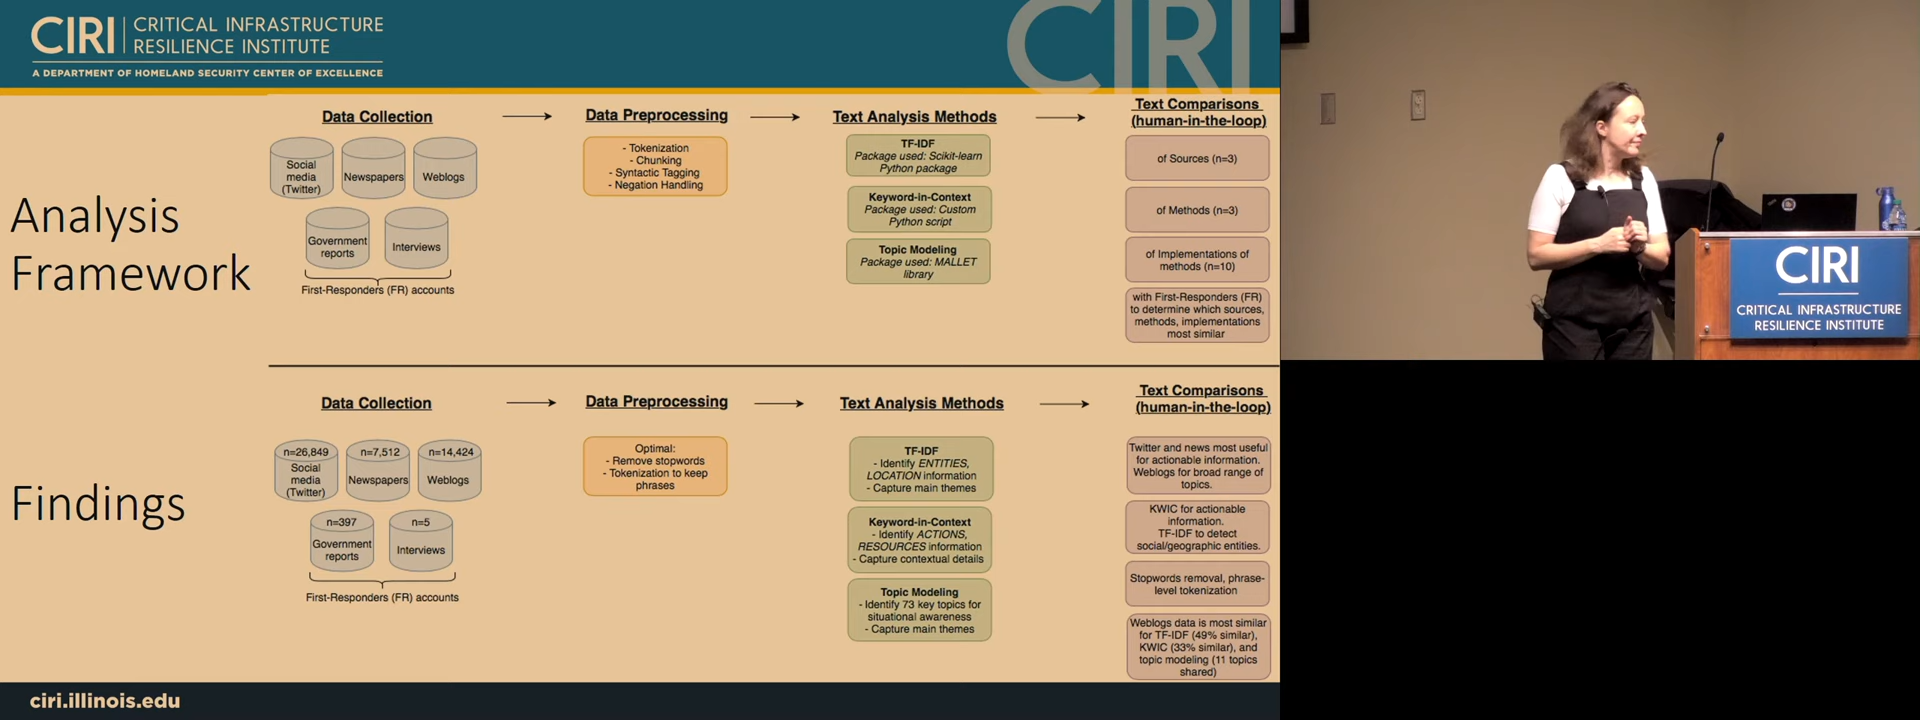 CIRI
CRITICAL INFRASTRUCTURE
RESILIENCE INSTITUTE
A DEPARTMENT OF HOMELAND SECURITY CENTER OF EXCELLENCE
CIRI
Analysis
Framework
Data Collection
Social
media
(Twitter)
Newspapers
Weblogs
Government
reports
Interviews
First-Responders (FR) accounts
Data Preprocessing
- Tokenization
- Chunking
- Syntactic Tagging
- Negation Handling
Text Analysis Methods
TF-IDF
Package used: Scikit-learn
Python package
Keyword-in-Context
Package used: Custom
Python script
Topic Modeling
Package used: MALLET
library
Text Comparisons
(human-in-the-loop)
of Sources (n=3)
of Methods (n=3)
of Implementations of
methods (n=10)
with First-Responders (FR)
to determine which sources,
methods, implementations
most similar
Findings
Data Collection
n=26,849
Social
media
(Twitter)
n=7,512
Newspapers
n=14,424
Weblogs
n=397
Government
reports
n=5
Interviews
First-Responders (FR) accounts
Data Preprocessing
Optimal:
- Remove stopwords
- Tokenization to keep
phrases
Text Analysis Methods
TF-IDF
- Identify ENTITIES,
LOCATION information
- Capture main themes
Keyword-in-Context
- Identify ACTIONS,
RESOURCES information
- Capture contextual details
Topic Modeling
- Identify 73 key topics for
situational awareness
- Capture main themes
Text Comparisons
(human-in-the-loop)
Twitter and news most useful
for actionable information.
Weblogs for broad range of
topics.
KWIC for actionable
information.
TF-IDF to detect
social/geographic entities.
Stopwords removal, phrase-
level tokenization
Weblogs data is most similar
for TF-IDF (49% similar),
KWIC (33% similar), and
topic modeling (11 topics
shared)
ciri.illinois.edu
CIRI
CRITICAL INFRASTRUCTURE
RESILIENCE INSTITUTE